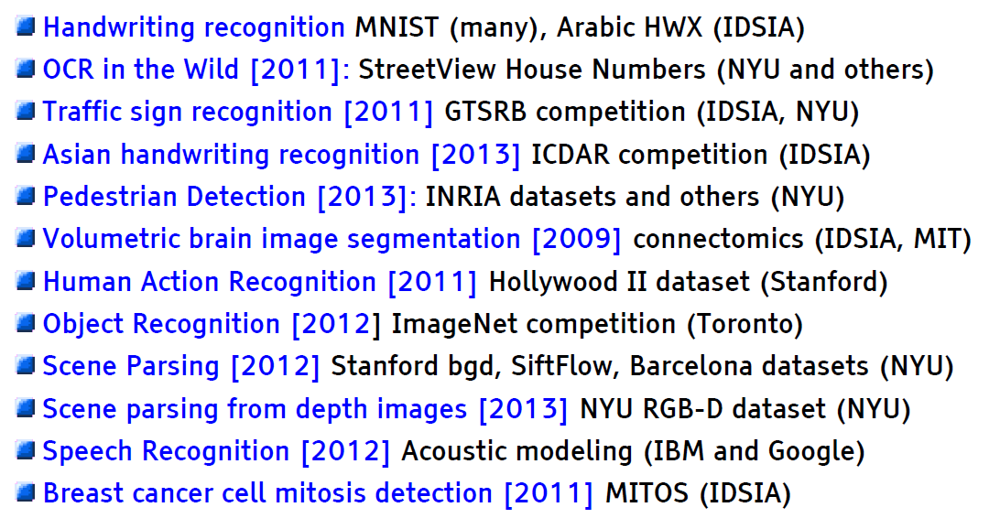 Handwriting recognition MNIST (many), Arabic HWX (IDSIA)
OCR in the Wild [2011]: StreetView House Numbers (NYU and others)
Traffic sign recognition [2011] GTSRB competition (IDSIA, NYU)
Asian handwriting recognition [2013] ICDAR competition (IDSIA)
Pedestrian Detection [2013]: INRIA datasets and others (NYU)
Volumetric brain image segmentation [2009] connectomics (IDSIA, MIT)
Human Action Recognition [2011] Hollywood II dataset (Stanford)
Object Recognition [2012] ImageNet competition (Toronto)
Scene Parsing [2012] Stanford bgd, SiftFlow, Barcelona datasets (NYU)
Scene parsing from depth images [2013] NYU RGB-D dataset (NYU)
Speech Recognition [2012] Acoustic modeling (IBM and Google)
Breast cancer cell mitosis detection [2011] MITOS (IDSIA)